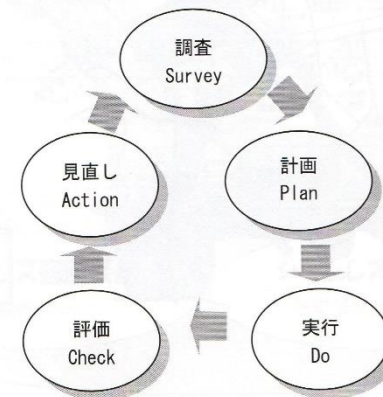 調査
Survey
計画
Plan
実行
Do
評価
Check
見直し
Action